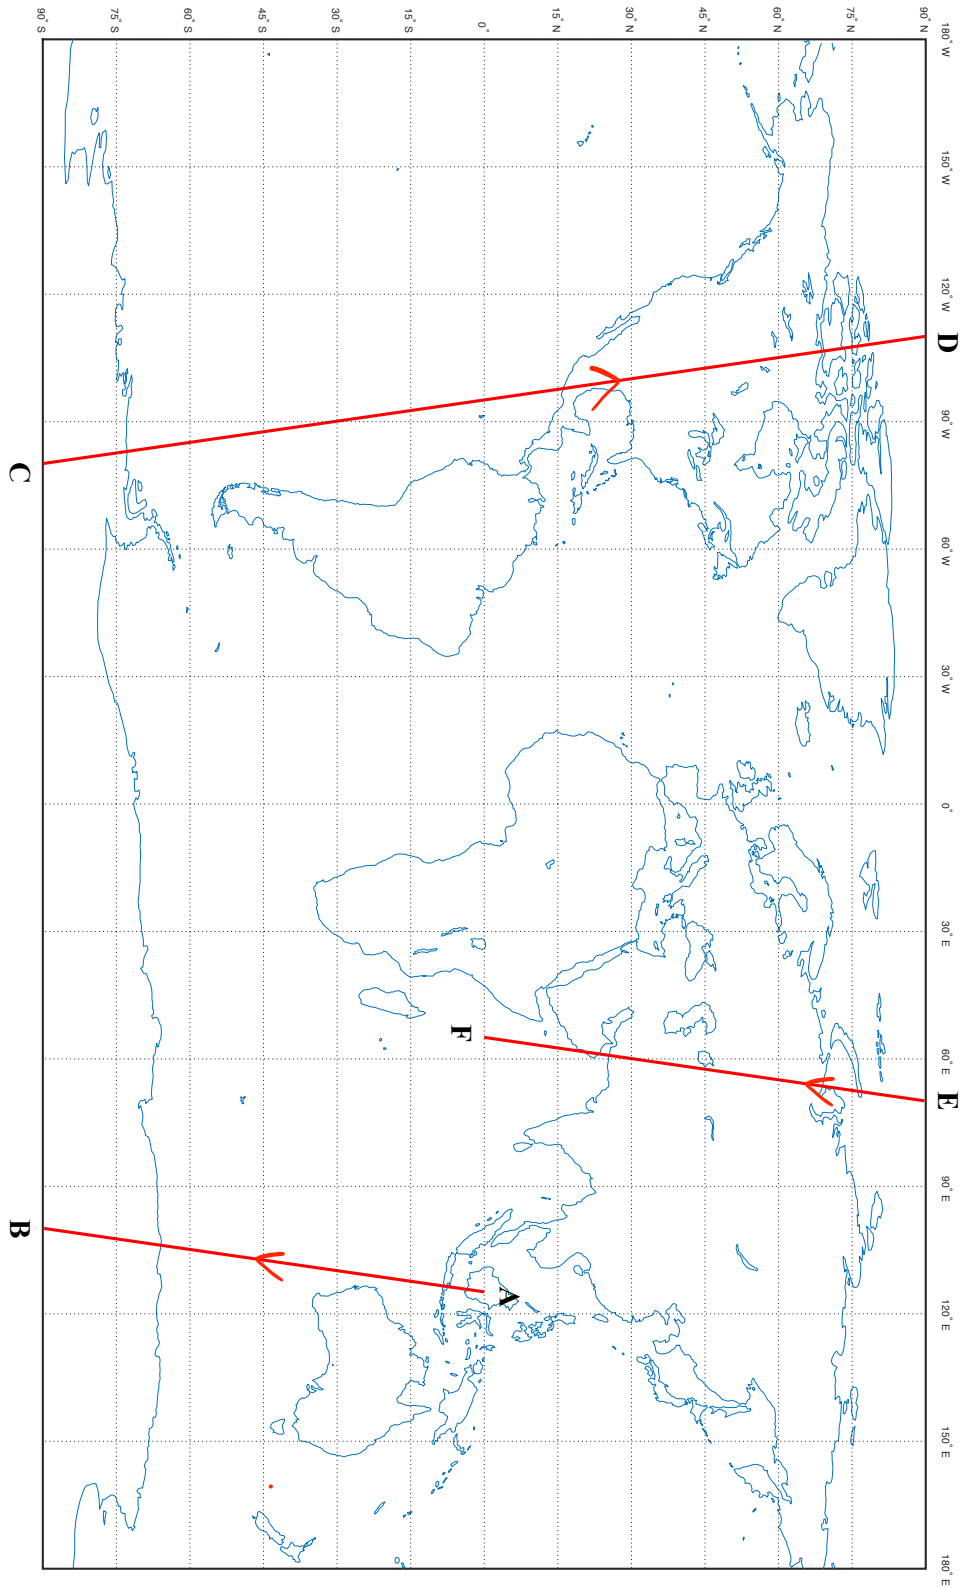 90° S
75° S
60° S
45° S
30° S
15° S
0°
15° N
30° N
45° N
60° N
75° N
90° N
180° W
150° W
120° W
90° W
60° W
30° W
0°
30° E
60° E
90° E
120° E
150° E
180° E
D
C
F
E
B
A